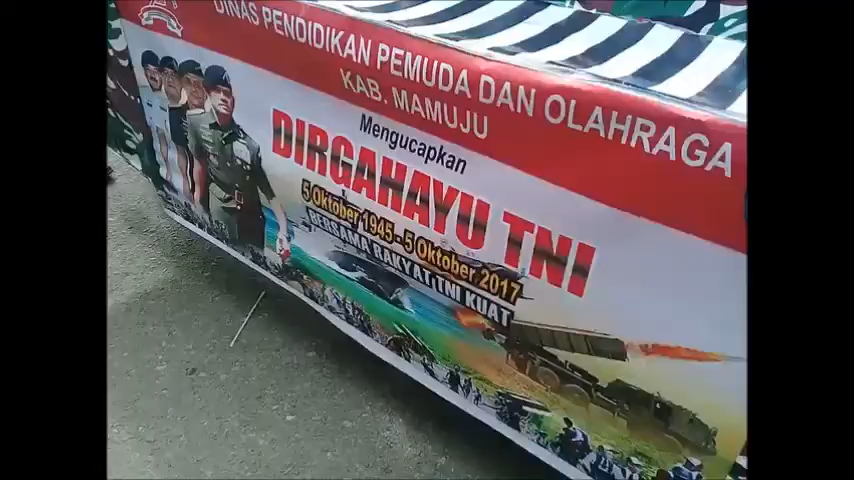 DINAS PENDIDIKAN PEMUDA DAN OLAHRAGA
KAB. MAMUJU
Mengucapkan
DIRGAHAYU TNI
5 Oktober 1945 - 5 Oktober 2017
BERSAMA RAKYAT TNI KUAT